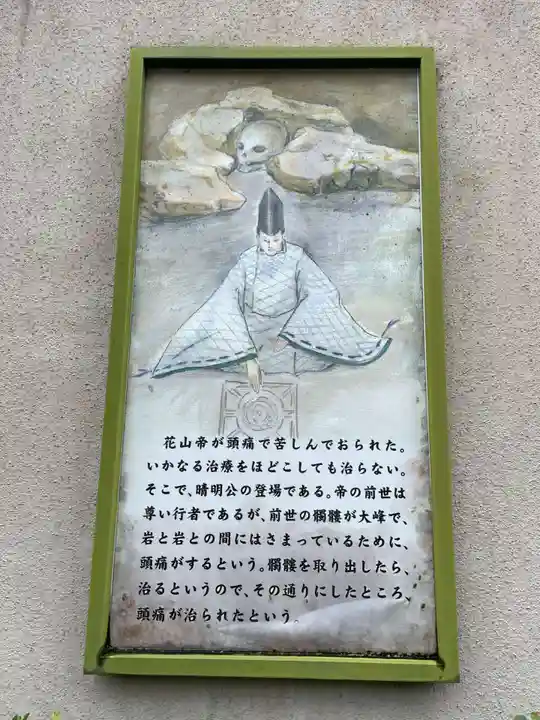 花山帝が頭痛で苦しんでおられた。
いかなる治療をほどこしても治らない。
そこで、晴明公の登場である。帝の前世は
尊い行者であるが、前世の髑髏が大峰で、
岩と岩との間にはさまっているために、
頭痛がするという。髑髏を取り出したら、
治るというので、その通りにしたところ、
頭痛が治られたという。